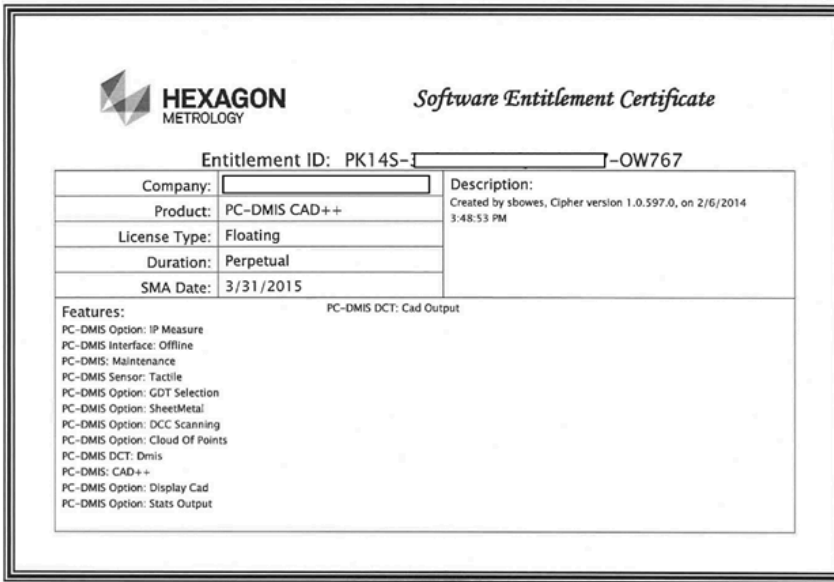 HEXAGON
METROLOGY
Software Entitlement Certificate
Entitlement ID: PK14S- -OW767
Company:
Product: PC-DMIS CAD++
License Type: Floating
Duration: Perpetual
SMA Date: 3/31/2015
Description:
Created by sbowes, Cipher version 1.0.597.0, on 2/6/2014
3:48:53 PM
Features:
PC-DMIS Option: IP Measure
PC-DMIS Interface: Offline
PC-DMIS: Maintenance
PC-DMIS Sensor: Tactile
PC-DMIS Option: GDT Selection
PC-DMIS Option: SheetMetal
PC-DMIS Option: DCC Scanning
PC-DMIS Option: Cloud Of Points
PC-DMIS DCT: Dmis
PC-DMIS: CAD++
PC-DMIS Option: Display Cad
PC-DMIS Option: Stats Output
PC-DMIS DCT: Cad Output